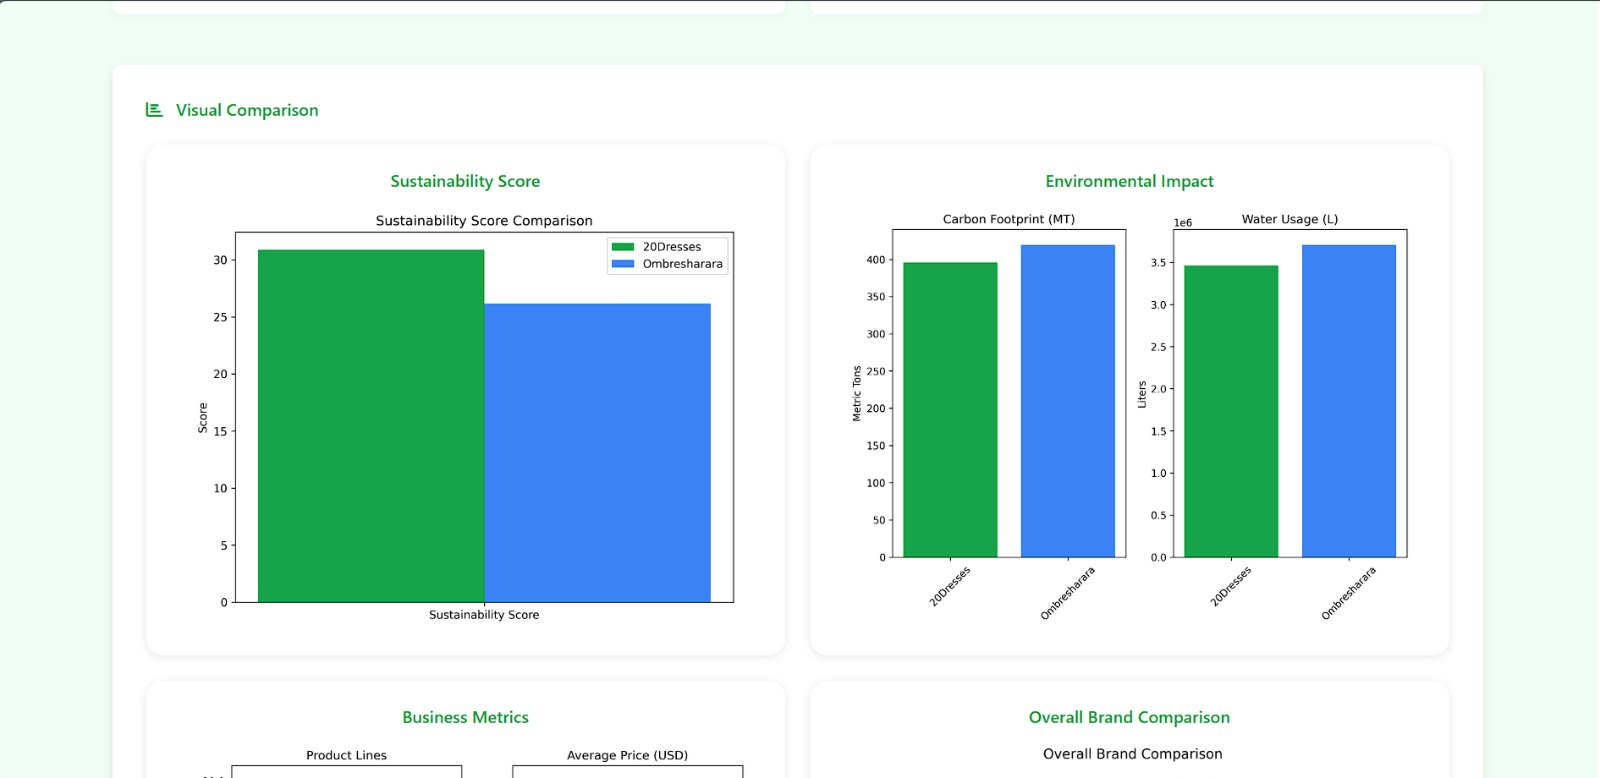 Visual Comparison
Sustainability Score
Sustainability Score Comparison
20Dresses
Ombresharara
30
25
20
15
10
5
0
Score
Sustainability Score
Environmental Impact
Carbon Footprint (MT)
400
350
300
250
200
150
100
50
0
Metric Tons
20Dresses
Ombresharara
1e6
Water Usage (L)
3.5
3.0
2.5
2.0
1.5
1.0
0.5
0.0
Liters
20Dresses
Ombresharara
Business Metrics
Product Lines
Average Price (USD)
Overall Brand Comparison
Overall Brand Comparison